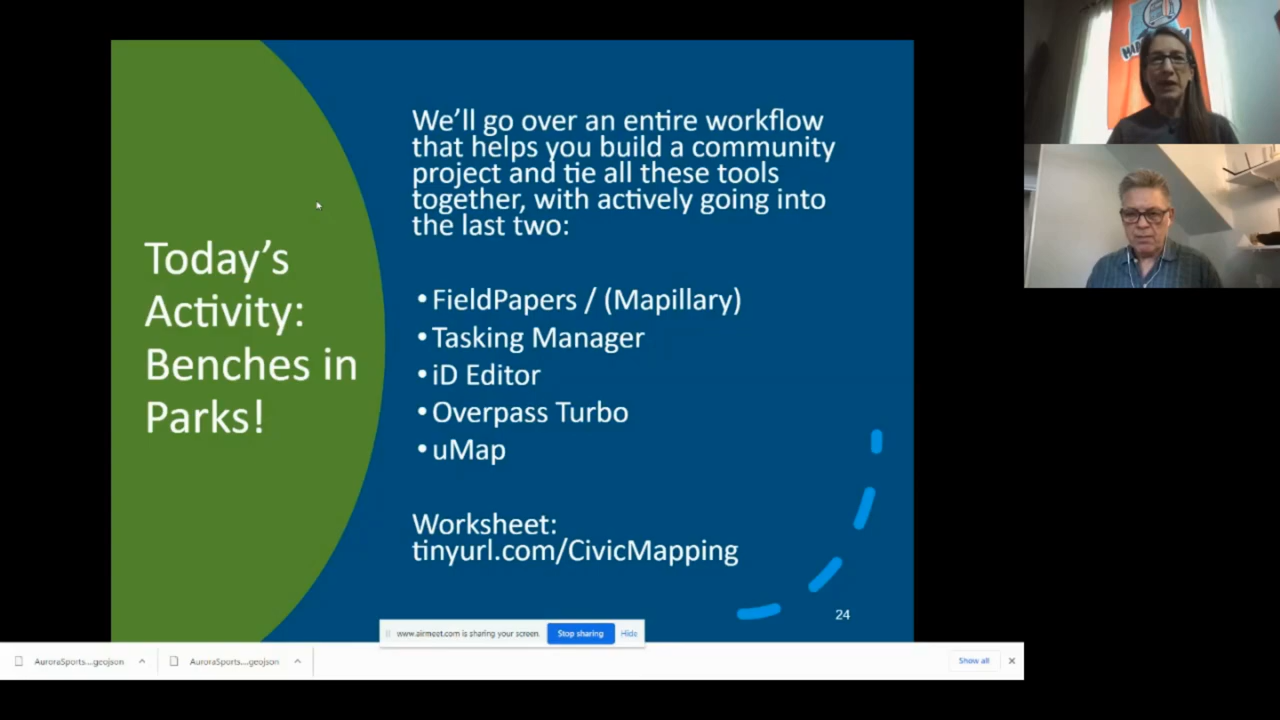 Today's
Activity:
Benches in
Parks!
We'll go over an entire workflow
that helps you build a community
project and tie all these tools
together, with actively going into
the last two:
•FieldPapers / (Mapillary)
•Tasking Manager
•iD Editor
•Overpass Turbo
•uMap
Worksheet:
tinyurl.com/CivicMapping
24
www.airmeet.com is sharing your screen.
Stop sharing
Hide
AuroraSports....geojson
AuroraSports....geojson
Show all